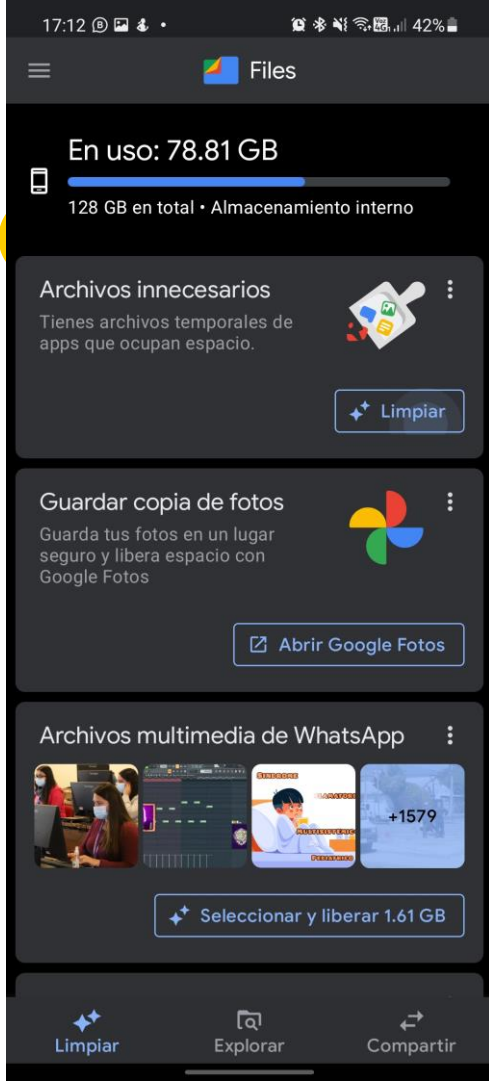 17:12
42%
Files
En uso: 78.81 GB
128 GB en total • Almacenamiento interno
Archivos innecesarios
Tienes archivos temporales de
apps que ocupan espacio.
Limpiar
Guardar copia de fotos
Guarda tus fotos en un lugar
seguro y libera espacio con
Google Fotos
Abrir Google Fotos
Archivos multimedia de WhatsApp
SINDROME
MULTISISTEMICO
PEDIATRICO
+1579
Seleccionar y liberar 1.61 GB
Limpiar
Explorar
Compartir